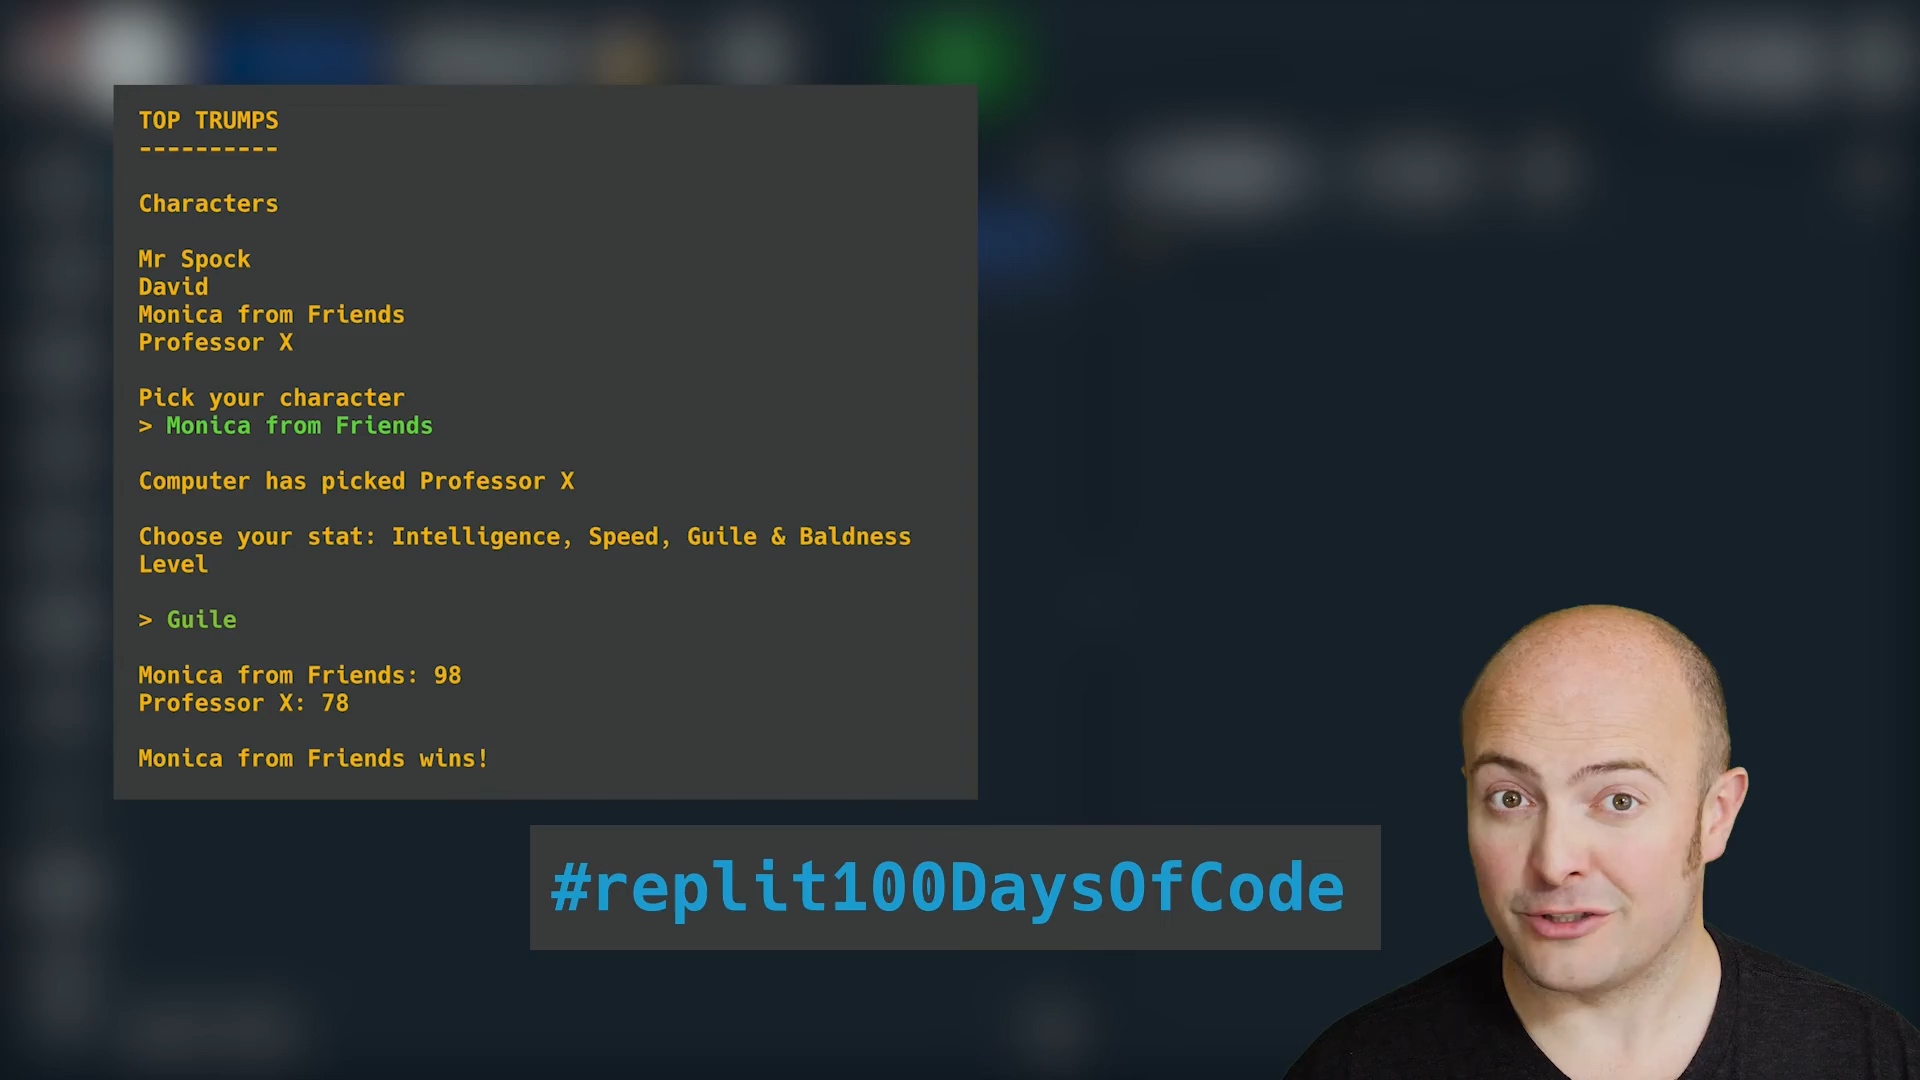 TOP TRUMPS
----------
Characters
Mr Spock
David
Monica from Friends
Professor X
Pick your character
> Monica from Friends
Computer has picked Professor X
Choose your stat: Intelligence, Speed, Guile & Baldness
Level
> Guile
Monica from Friends: 98
Professor X: 78
Monica from Friends wins!
#replit100DaysOfCode